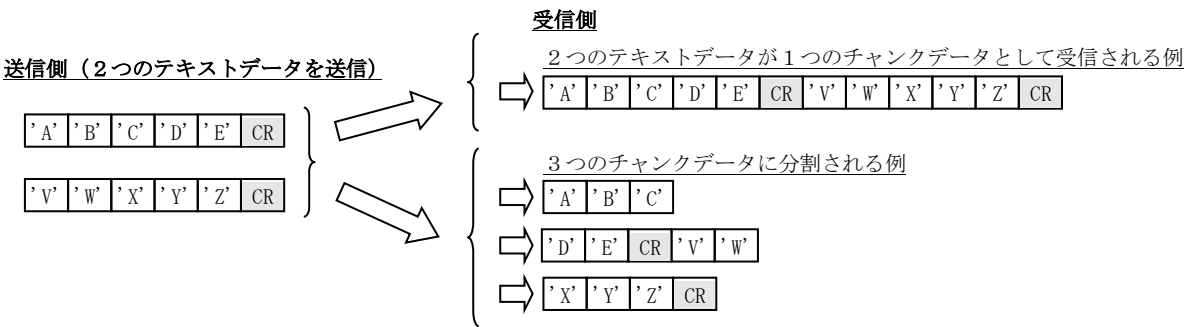 送信側（２つのテキストデータを送信）
'A' 'B' 'C' 'D' 'E' CR
'V' 'W' 'X' 'Y' 'Z' CR
受信側
２つのテキストデータが１つのチャンクデータとして受信される例
'A' 'B' 'C' 'D' 'E' CR 'V' 'W' 'X' 'Y' 'Z' CR
３つのチャンクデータに分割される例
'A' 'B' 'C'
'D' 'E' CR 'V' 'W'
'X' 'Y' 'Z' CR